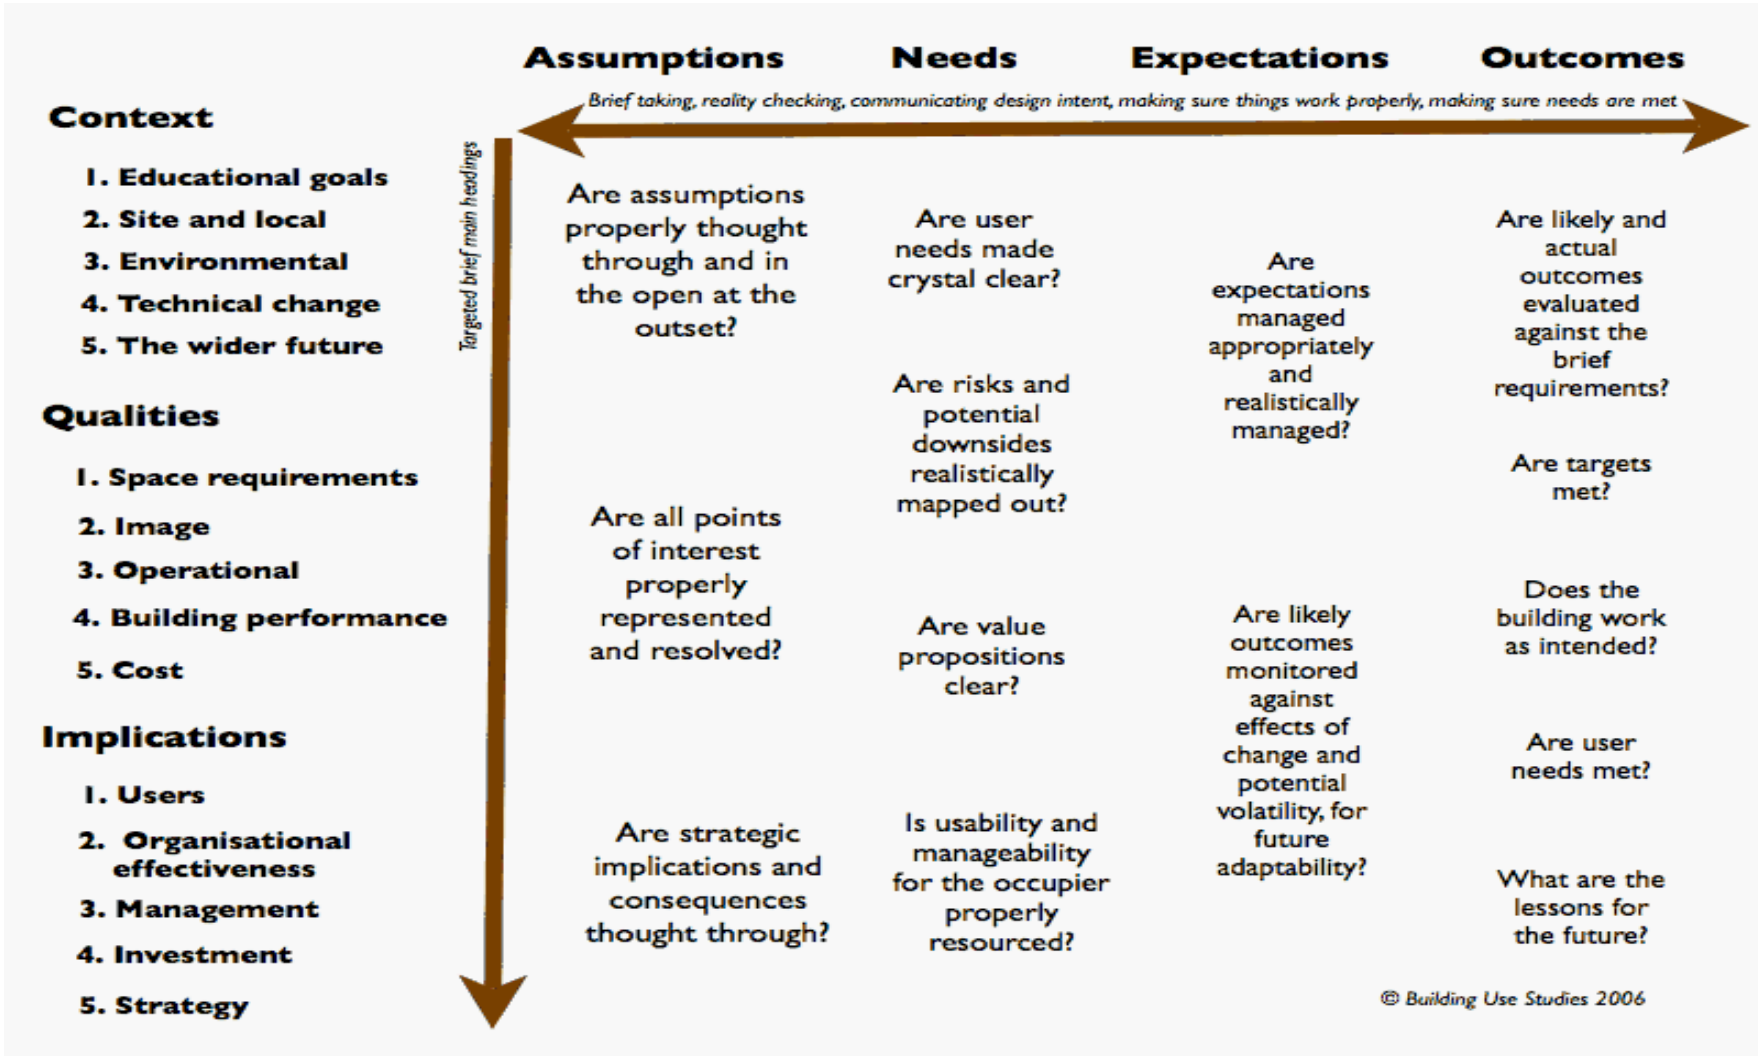 Assumptions
Needs
Expectations
Outcomes
Brief taking, reality checking, communicating design intent, making sure things work properly, making sure needs are met
Context
1. Educational goals
2. Site and local
3. Environmental
4. Technical change
5. The wider future
Qualities
1. Space requirements
2. Image
3. Operational
4. Building performance
5. Cost
Implications
1. Users
2. Organisational
effectiveness
3. Management
4. Investment
5. Strategy
Targeted brief main headings
Are assumptions
properly thought
through and in
the open at the
outset?
Are all points
of interest
properly
represented
and resolved?
Are strategic
implications and
consequences
thought through?
Are user
needs made
crystal clear?
Are risks and
potential
downsides
realistically
mapped out?
Are value
propositions
clear?
Is usability and
manageability
for the occupier
properly
resourced?
Are
expectations
managed
appropriately
and
realistically
managed?
Are likely
outcomes
monitored
against
effects of
change and
potential
volatility, for
future
adaptability?
Are likely and
actual
outcomes
evaluated
against the
brief
requirements?
Are targets
met?
Does the
building work
as intended?
Are user
needs met?
What are the
lessons for
the future?
© Building Use Studies 2006